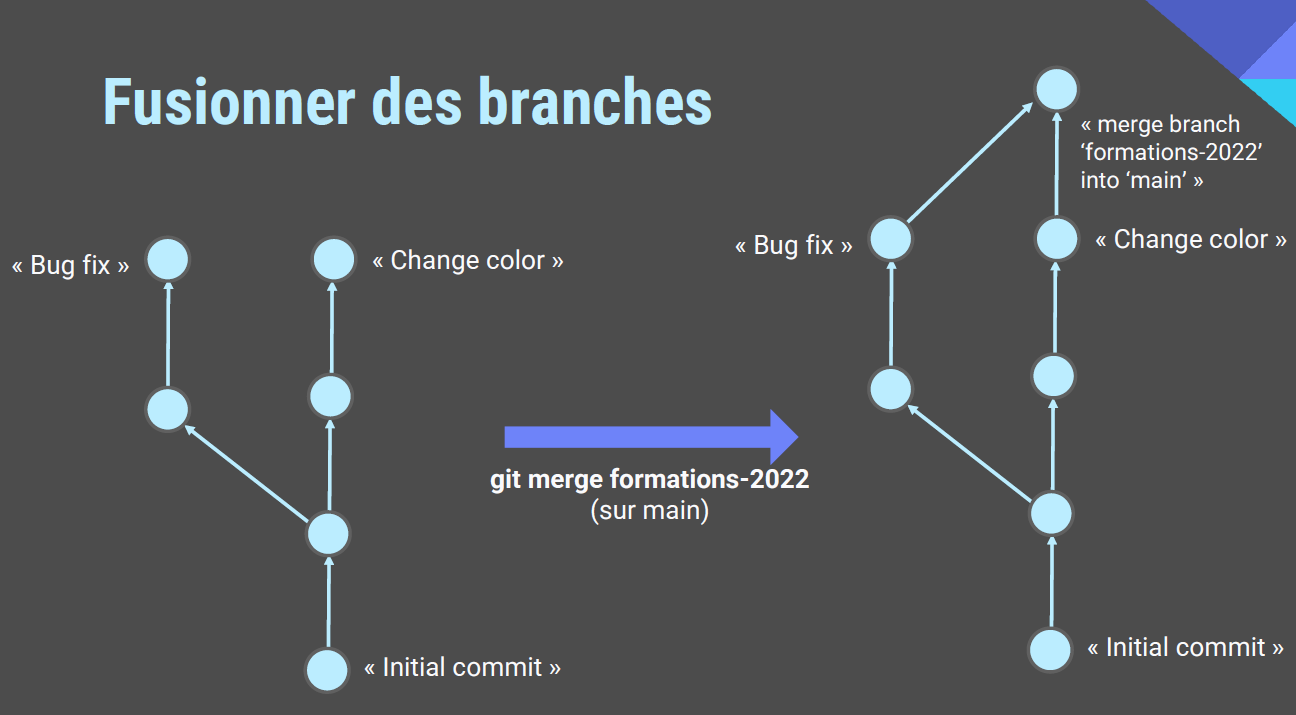 Fusionner des branches
« Bug fix »
« Change color »
« Initial commit »
git merge formations-2022
(sur main)
« merge branch
‘formations-2022’
into ‘main’ »
« Bug fix »
« Change color »
« Initial commit »